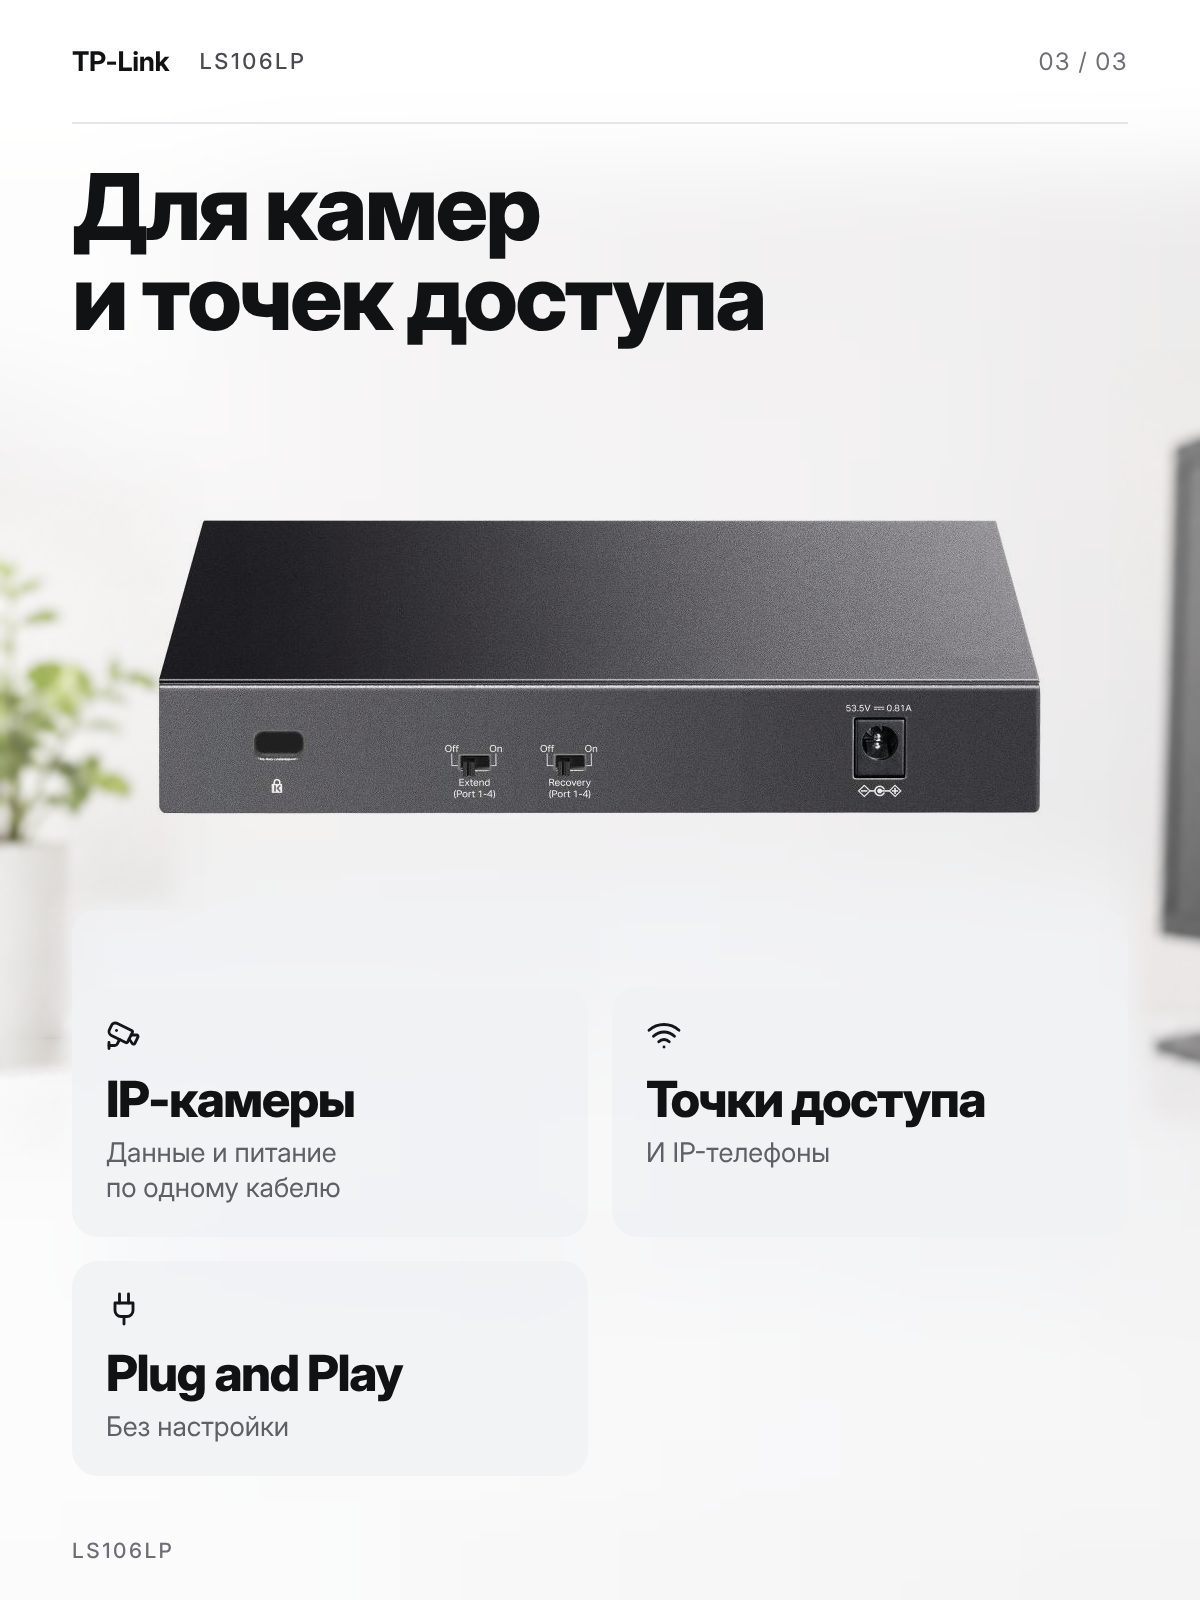 TP-Link LS106LP 03 / 03
Для камер
и точек доступа
53.5V ⎓ 0.81A
Off On Off On
Extend Recovery
(Port 1-4) (Port 1-4)
IP-камеры
Данные и питание
по одному кабелю
Точки доступа
И IP-телефоны
Plug and Play
Без настройки
LS106LP